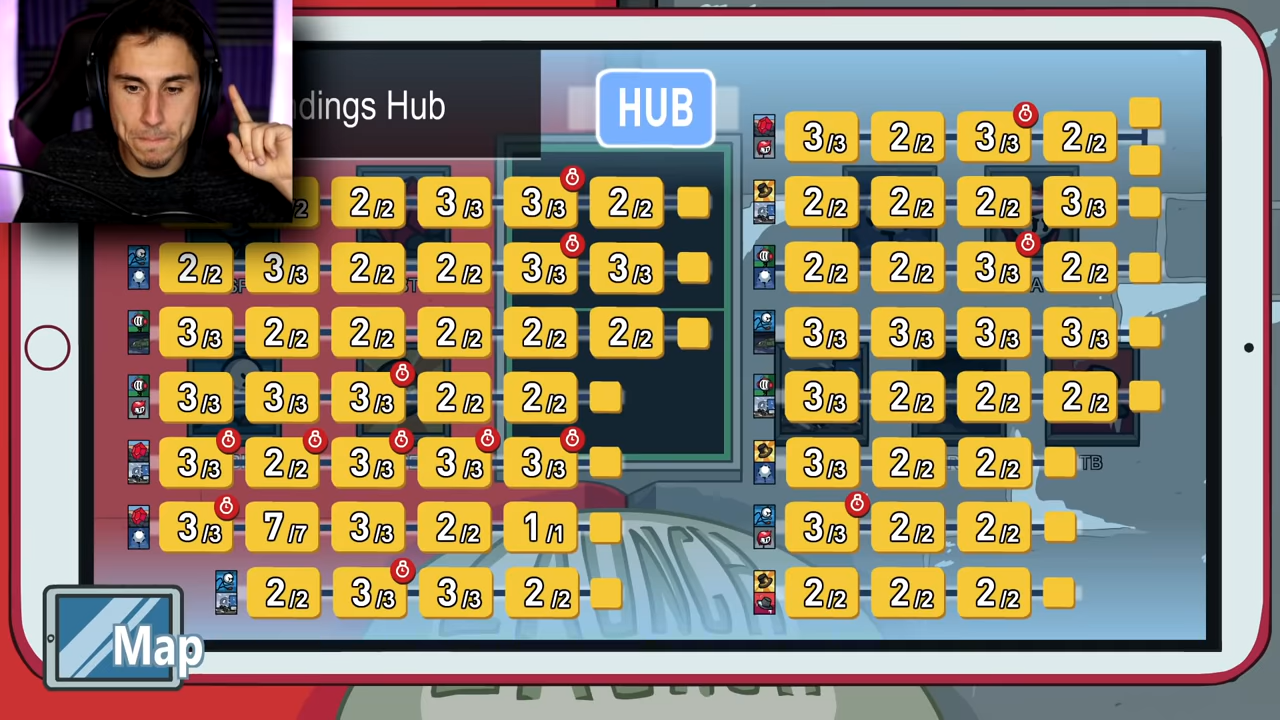 ndings Hub
HUB
2/2 3/3 3/3 2/2
2/2 3/3 2/2 2/2 3/3 3/3
3/3 2/2 2/2 2/2 2/2 2/2
3/3 3/3 3/3 2/2 2/2
3/3 2/2 3/3 3/3 3/3
3/3 7/7 3/3 2/2 1/1
2/2 3/3 3/3 2/2
3/3 2/2 3/3 2/2
2/2 2/2 2/2 3/3
2/2 2/2 3/3 2/2
3/3 3/3 3/3 3/3
3/3 2/2 2/2 2/2
3/3 2/2 2/2
3/3 2/2 2/2
2/2 2/2 2/2
TB
LAUNCH
Map